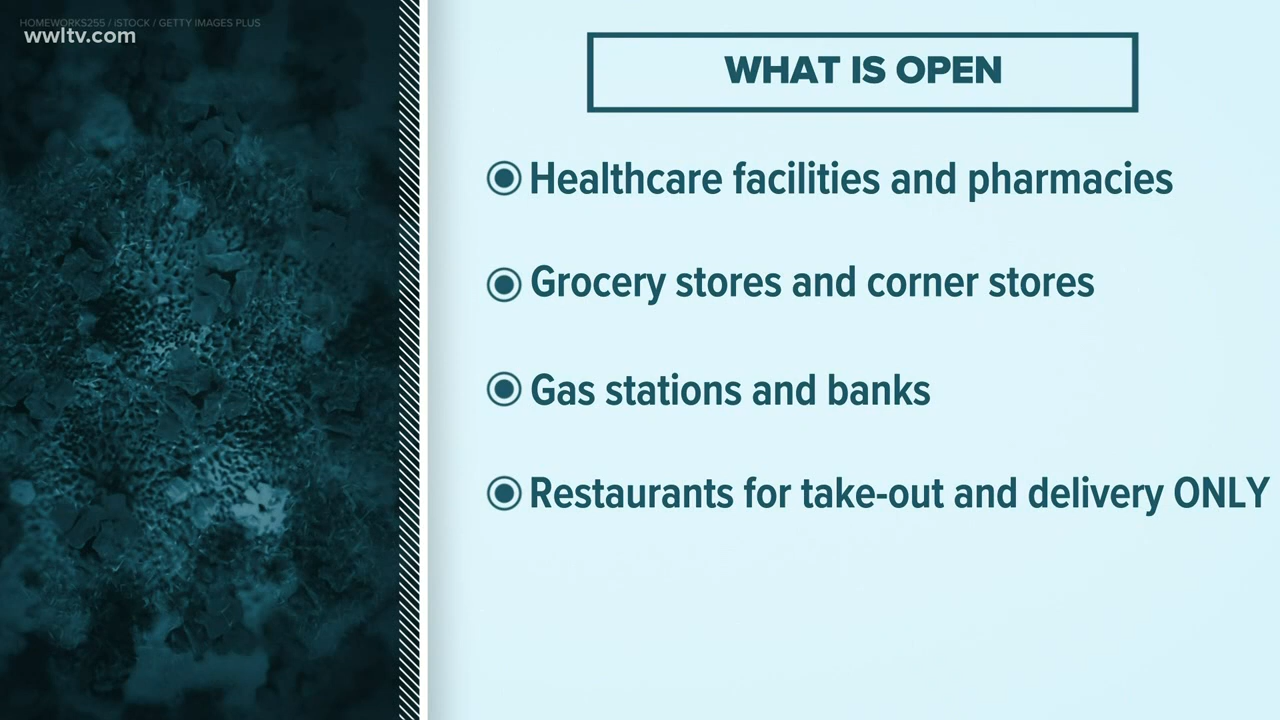 HOMEWORKS255 / iSTOCK / GETTY IMAGES PLUS
wwltv.com
WHAT IS OPEN
Healthcare facilities and pharmacies
Grocery stores and corner stores
Gas stations and banks
Restaurants for take-out and delivery ONLY